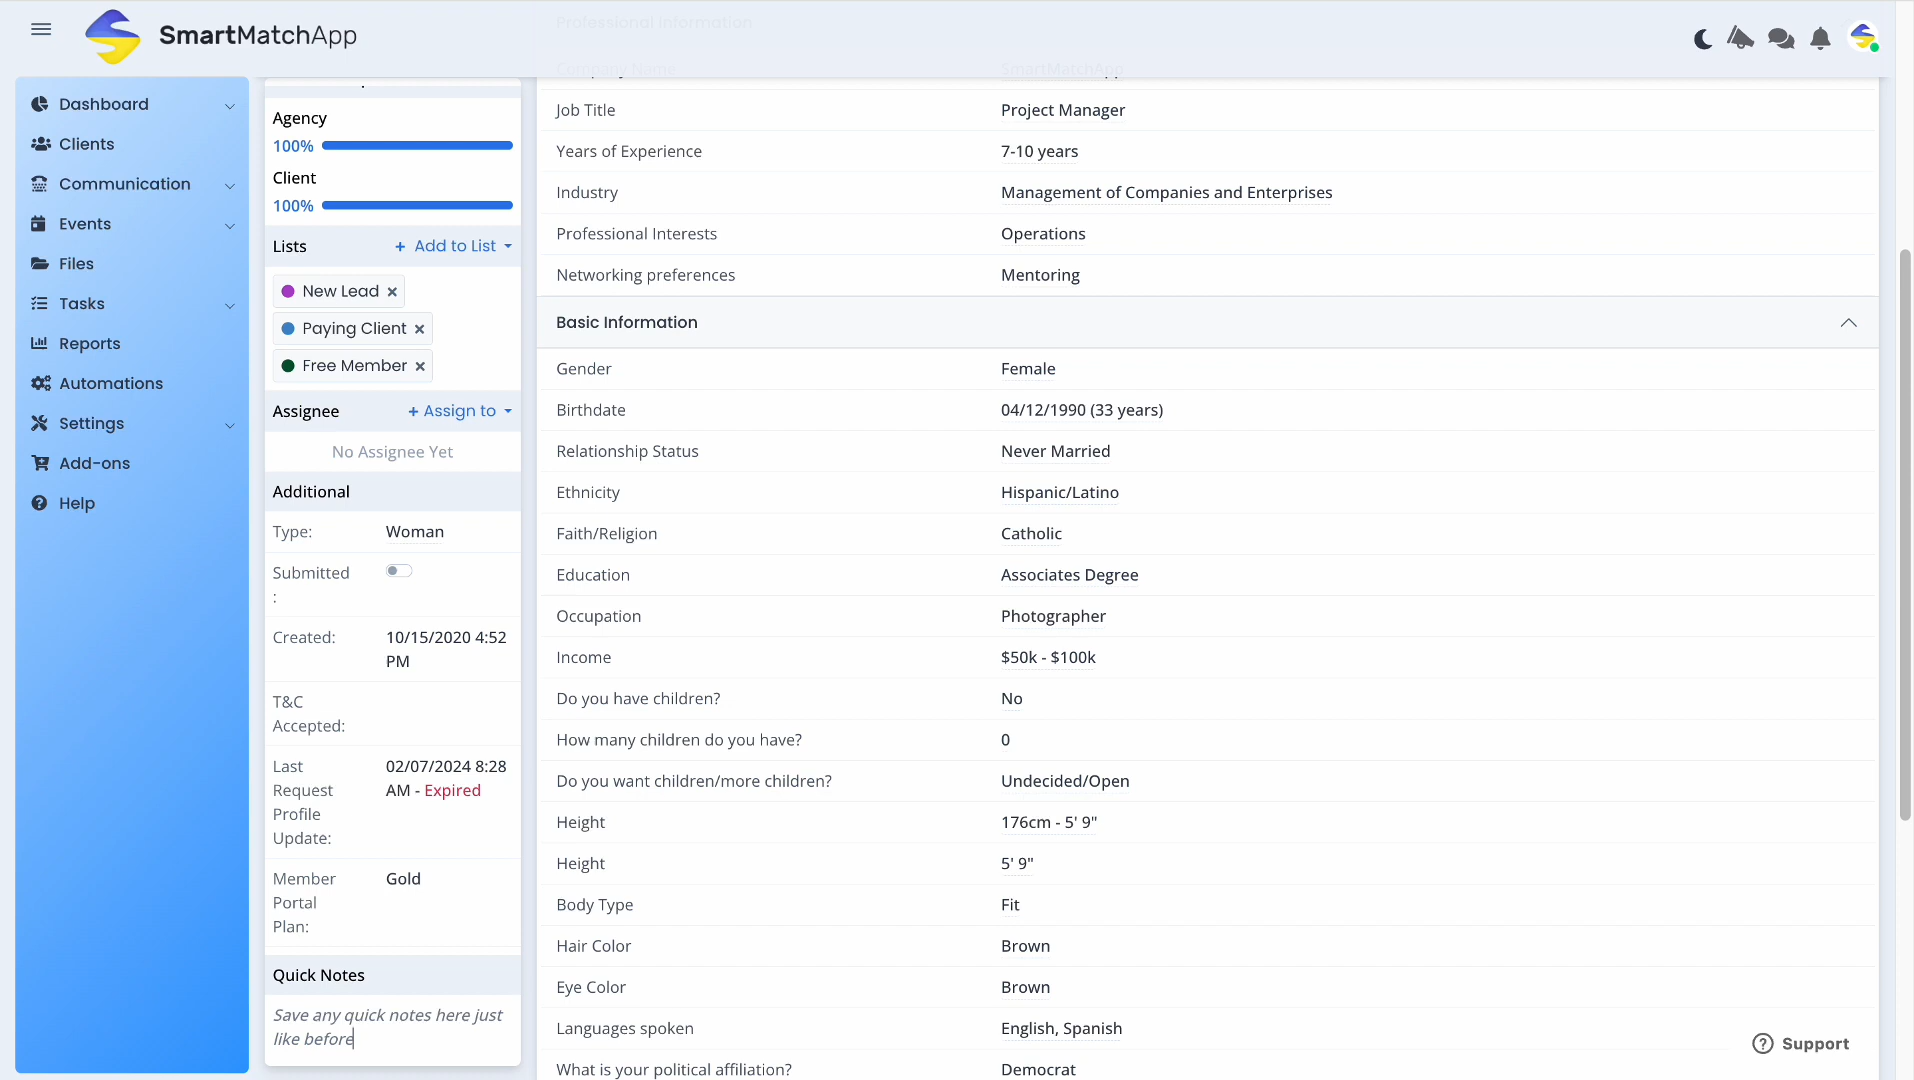 SmartMatchApp
Dashboard
Clients
Communication
Events
Files
Tasks
Reports
Automations
Settings
Add-ons
Help
Agency
100%
Client
100%
Lists + Add to List
New Lead ×
Paying Client ×
Free Member ×
Assignee + Assign to
No Assignee Yet
Additional
Type: Woman
Submitted
:
Created: 10/15/2020 4:52
PM
T&C
Accepted:
Last 02/07/2024 8:28
Request AM - Expired
Profile
Update:
Member Gold
Portal
Plan:
Quick Notes
Save any quick notes here just
like before
Professional Information
Company Name SmartMatchApp
Job Title Project Manager
Years of Experience 7-10 years
Industry Management of Companies and Enterprises
Professional Interests Operations
Networking preferences Mentoring
Basic Information
Gender Female
Birthdate 04/12/1990 (33 years)
Relationship Status Never Married
Ethnicity Hispanic/Latino
Faith/Religion Catholic
Education Associates Degree
Occupation Photographer
Income $50k - $100k
Do you have children? No
How many children do you have? 0
Do you want children/more children? Undecided/Open
Height 176cm - 5' 9"
Height 5' 9"
Body Type Fit
Hair Color Brown
Eye Color Brown
Languages spoken English, Spanish
What is your political affiliation? Democrat
Support